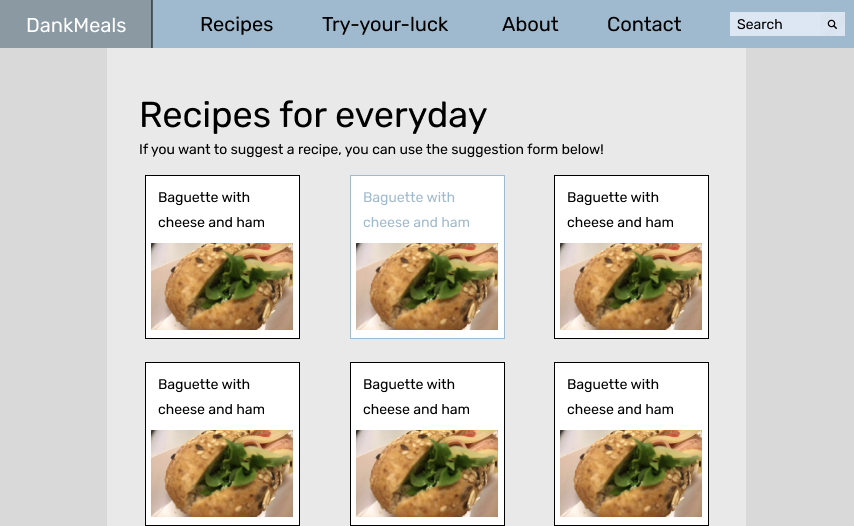 DankMeals Recipes Try-your-luck About Contact Search
Recipes for everyday
If you want to suggest a recipe, you can use the suggestion form below!
Baguette with
cheese and ham
Baguette with
cheese and ham
Baguette with
cheese and ham
Baguette with
cheese and ham
Baguette with
cheese and ham
Baguette with
cheese and ham